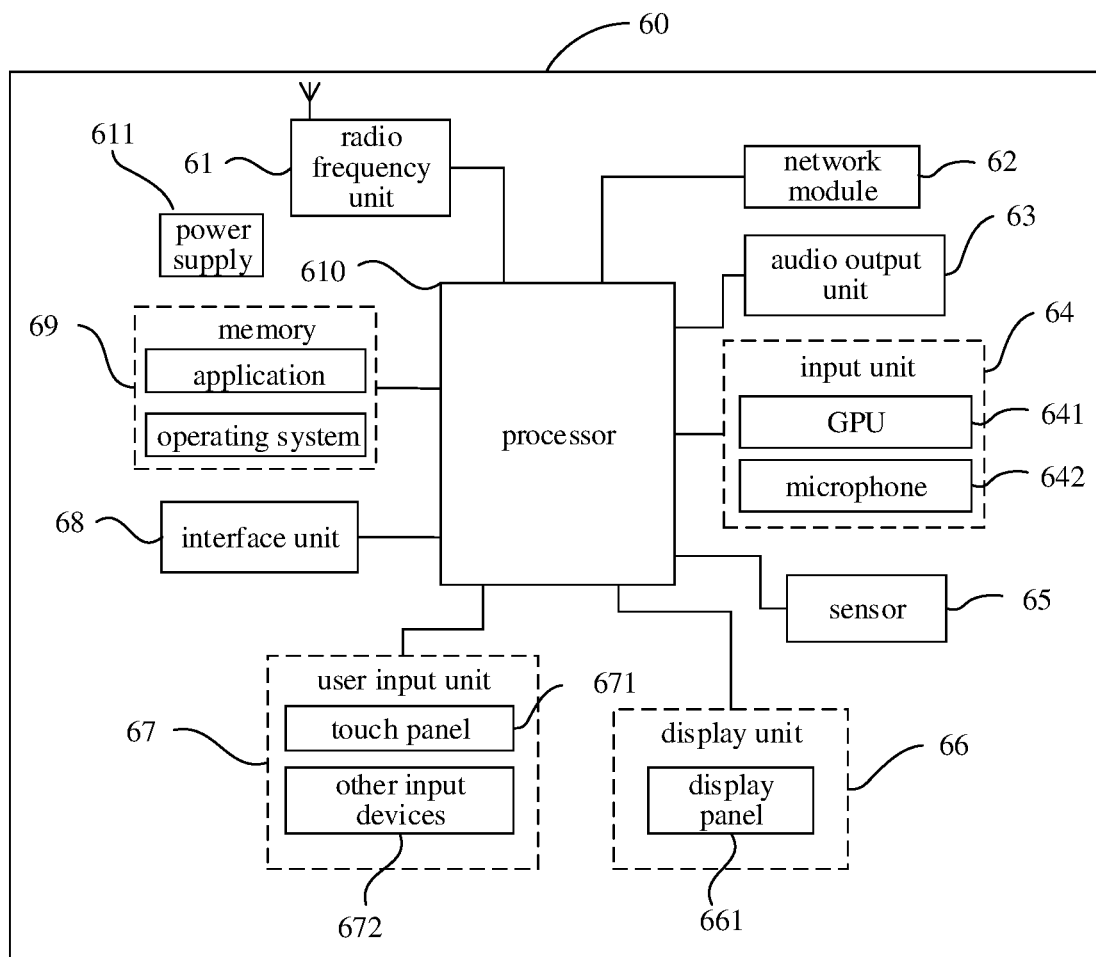 60
611
61
radio
frequency
unit
network
module
62
power
supply
63
audio output
unit
610
69
memory
application
operating system
64
input unit
GPU
641
microphone
642
processor
68
interface unit
sensor
65
user input unit
671
67
touch panel
other input
devices
672
display unit
66
display
panel
661